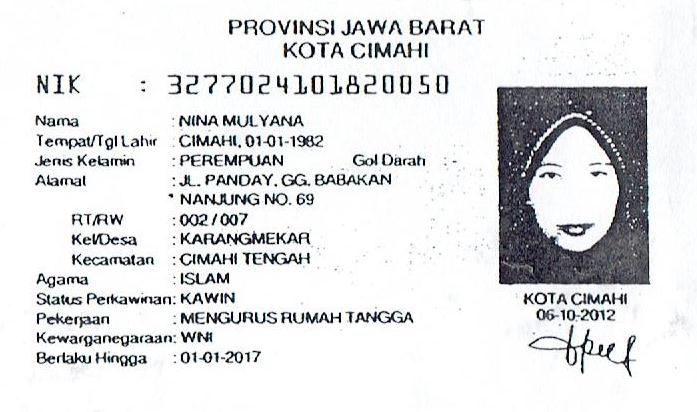 PROVINSI JAWA BARAT
KOTA CIMAHI
NIK : 3277024101820050
Nama : NINA MULYANA
Tempat/Tgl Lahir : CIMAHI, 01-01-1982
Jenis Kelamin : PEREMPUAN Gol Darah : -
Alamat : JL. PANDAY, GG. BABAKAN
NANJUNG NO. 69
RT/RW : 002 / 007
Kel/Desa : KARANGMEKAR
Kecamatan : CIMAHI TENGAH
Agama : ISLAM
Status Perkawinan: KAWIN
Pekerjaan : MENGURUS RUMAH TANGGA
Kewarganegaraan: WNI
Berlaku Hingga : 01-01-2017
KOTA CIMAHI
06-10-2012